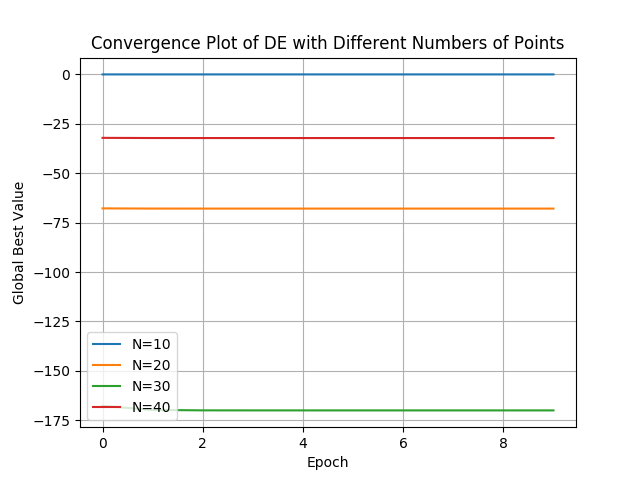 Convergence Plot of DE with Different Numbers of Points
Global Best Value
0
−25
−50
−75
−100
−125
−150
−175
N=10
N=20
N=30
N=40
0 2 4 6 8
Epoch